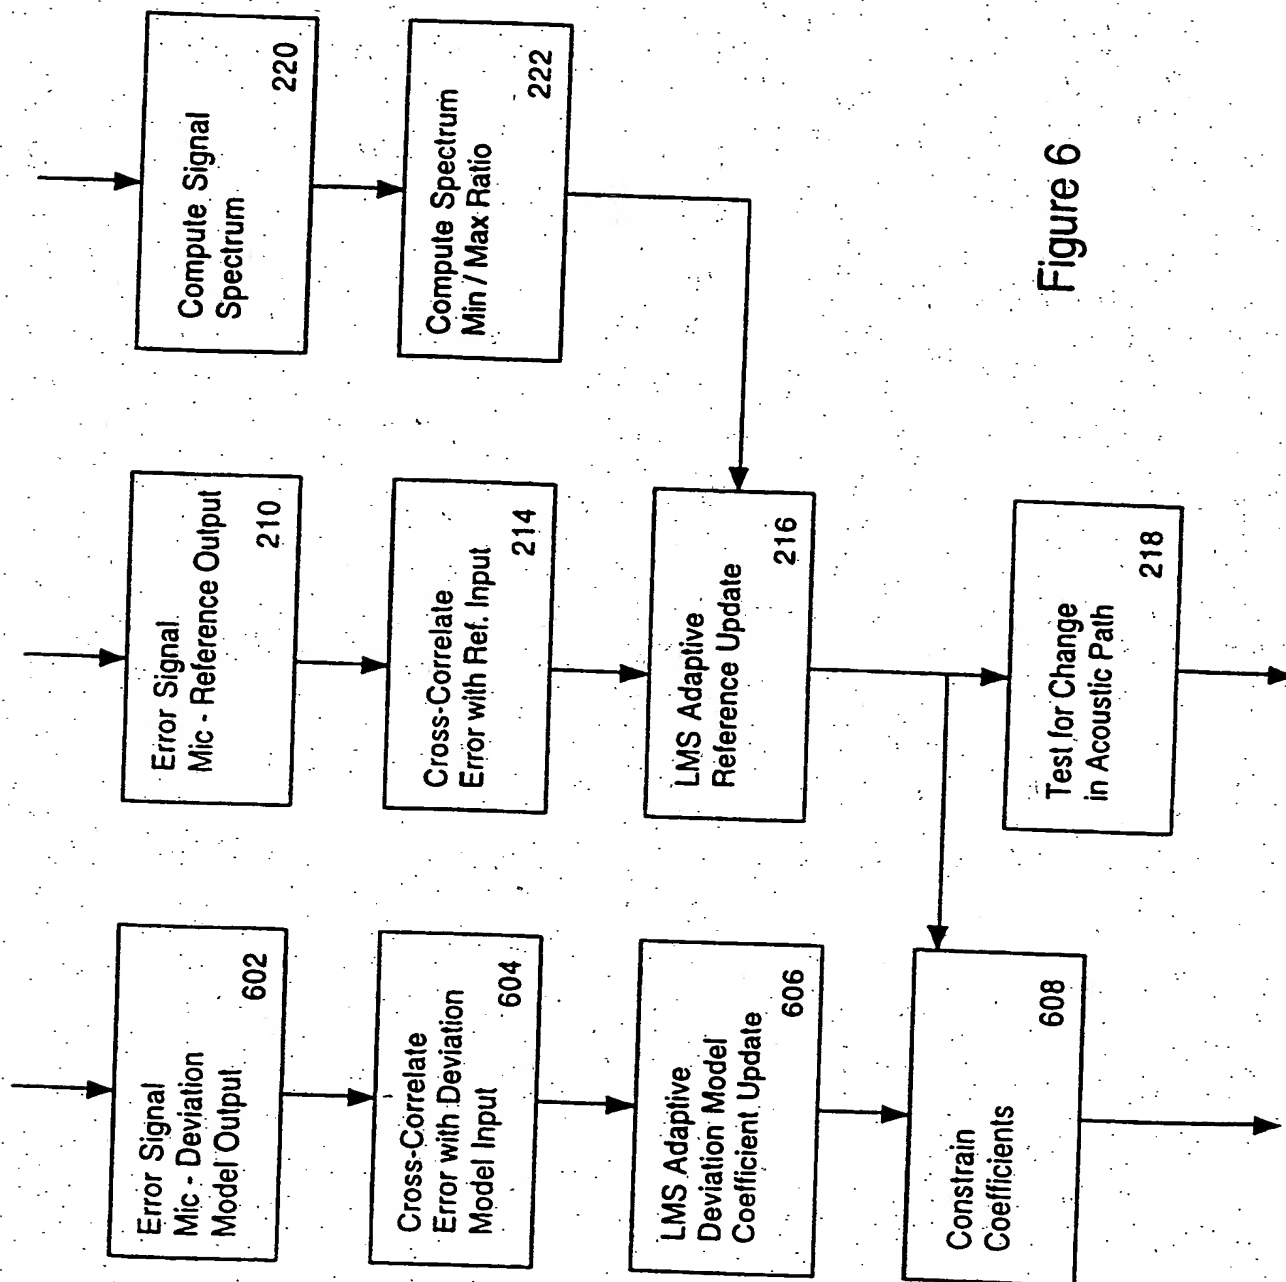 Error Signal
Mic - Deviation
Model Output
602
Cross-Correlate
Error with Deviation
Model Input
604
LMS Adaptive
Deviation Model
Coefficient Update
606
Constrain
Coefficients
608
Error Signal
Mic - Reference Output
210
Cross-Correlate
Error with Ref. Input
214
LMS Adaptive
Reference Update
216
Test for Change
in Acoustic Path
218
Compute Signal
Spectrum
220
Compute Spectrum
Min / Max Ratio
222
Figure 6